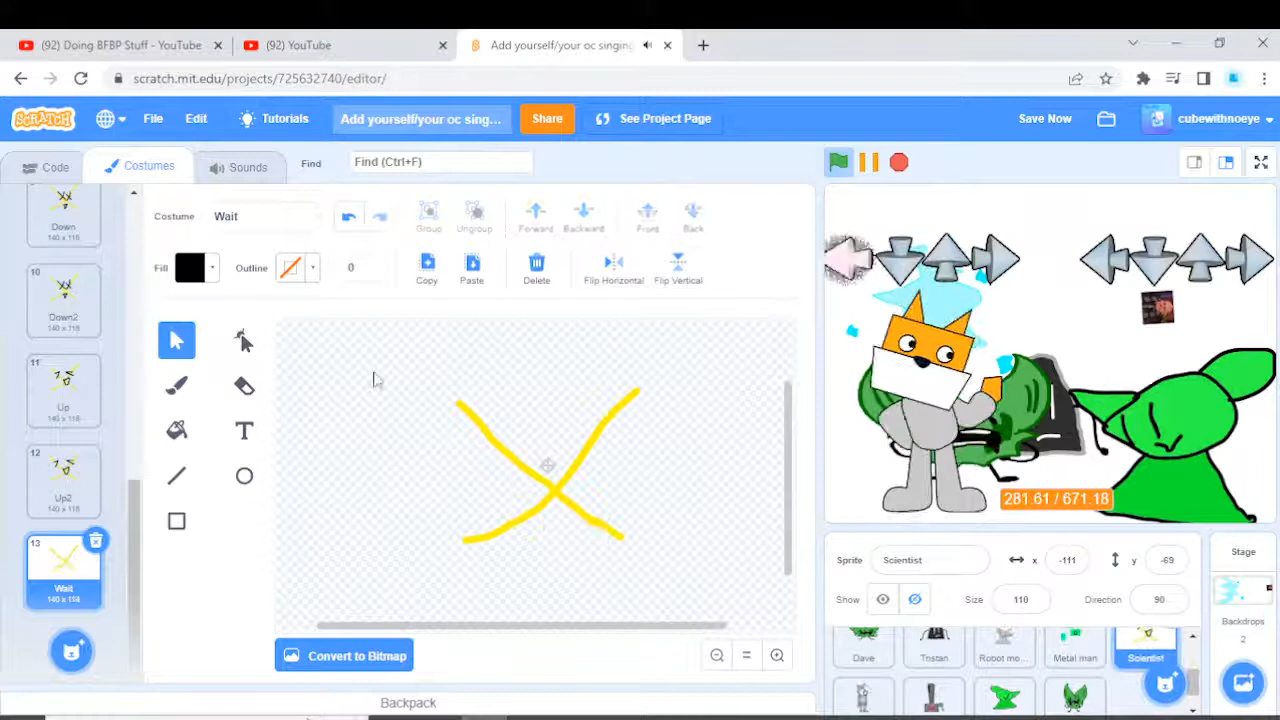 (92) Doing BFBP Stuff - YouTube
(92) YouTube
Add yourself/your oc singing
scratch.mit.edu/projects/725632740/editor/
SCRATCH
File
Edit
Tutorials
Add yourself/your oc sing...
Share
See Project Page
Save Now
cubewithnoeye
Code
Costumes
Sounds
Find
Find (Ctrl+F)
Costume
Wait
Group
Ungroup
Forward
Backward
Front
Back
Fill
Outline
0
Copy
Paste
Delete
Flip Horizontal
Flip Vertical
Down
140 x 118
10
Down2
140 x 118
11
Up
140 x 118
12
Up2
140 x 118
13
Wait
140 x 118
Convert to Bitmap
Backpack
281.61 / 671.18
Sprite
Scientist
x
-111
y
-69
Show
Size
110
Direction
90
Stage
Backdrops
2
Dave
Tristan
Robot mo...
Metal man
Scientist